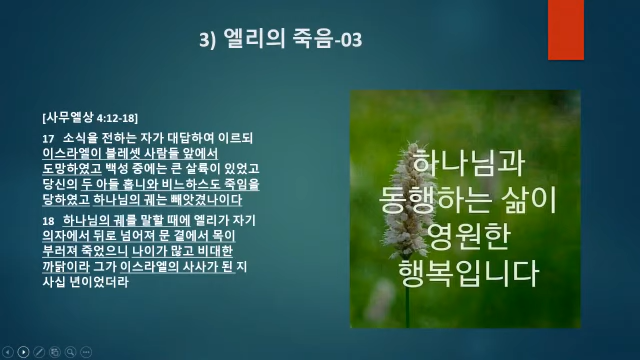 3) 엘리의 죽음-03
[사무엘상 4:12-18]
17 소식을 전하는 자가 대답하여 이르되
이스라엘이 블레셋 사람들 앞에서
도망하였고 백성 중에는 큰 살륙이 있었고
당신의 두 아들 홉니와 비느하스도 죽임을
당하였고 하나님의 궤는 빼앗겼나이다
18 하나님의 궤를 말할 때에 엘리가 자기
의자에서 뒤로 넘어져 문 곁에서 목이
부러져 죽었으니 나이가 많고 비대한
까닭이라 그가 이스라엘의 사사가 된 지
사십 년이었더라
하나님과
동행하는 삶이
영원한
행복입니다